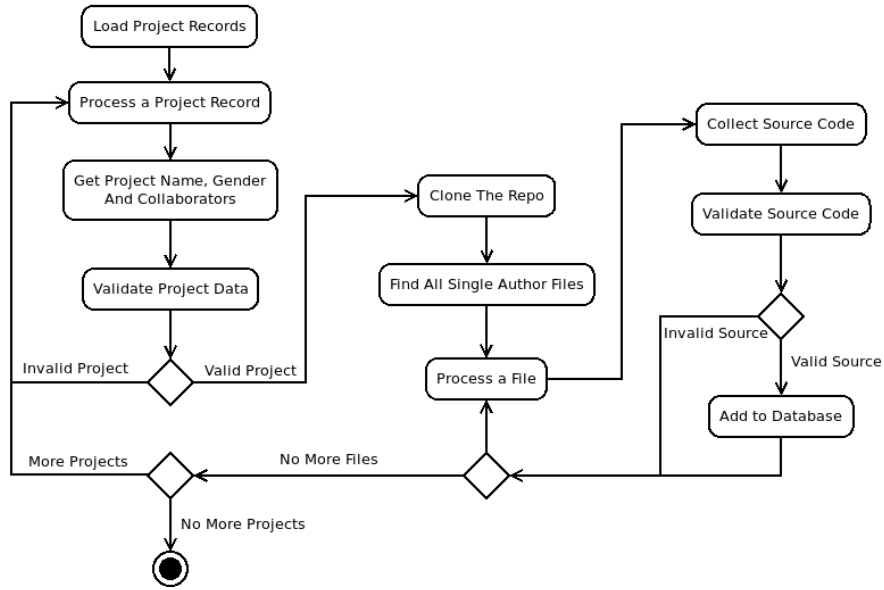 Load Project Records
Process a Project Record
Get Project Name, Gender
And Collaborators
Validate Project Data
Invalid Project
Valid Project
More Projects
No More Projects
Clone The Repo
Find All Single Author Files
Process a File
No More Files
Collect Source Code
Validate Source Code
Invalid Source
Valid Source
Add to Database